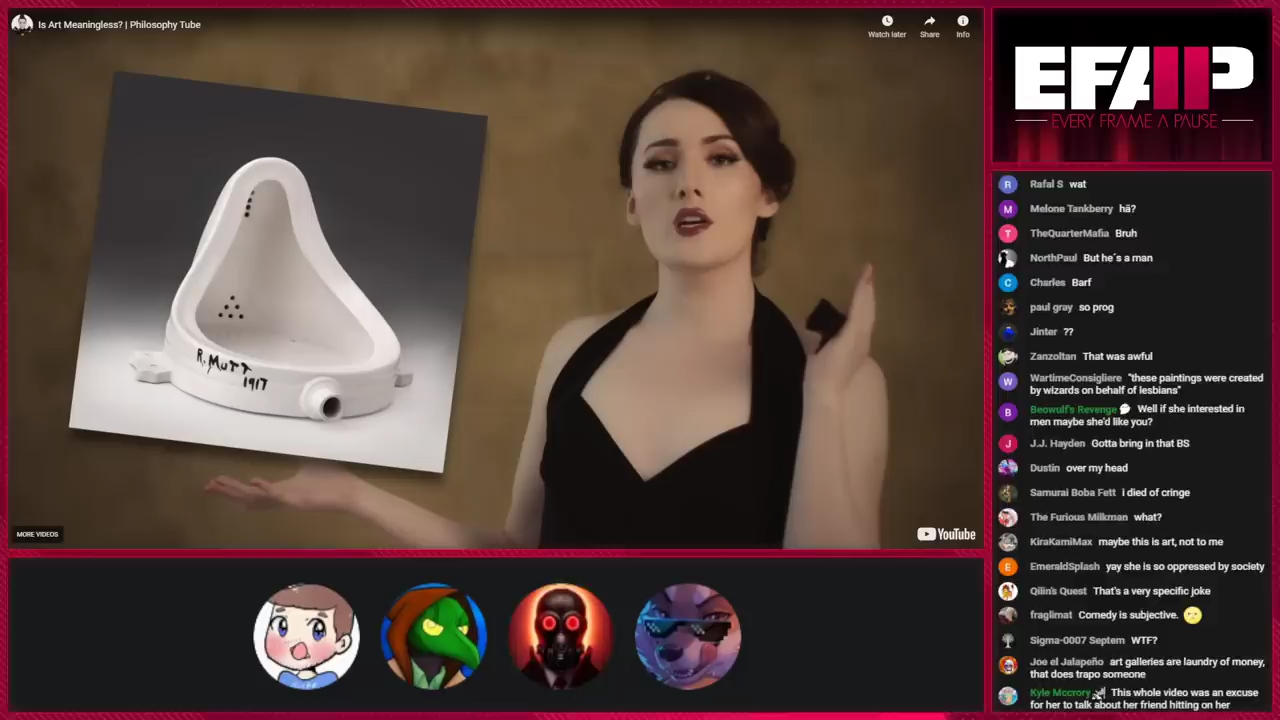 Is Art Meaningless? | Philosophy Tube
Watch later
Share
Info
R. MUTT
1917
MORE VIDEOS
YouTube
EFAP
EVERY FRAME A PAUSE
R Rafal S wat
M Melone Tankberry hä?
T TheQuarterMafia Bruh
NorthPaul But he´s a man
C Charles Barf
paul gray so prog
Jinter ??
Zanzoltan That was awful
W WartimeConsigliere "these paintings were created
by wizards on behalf of lesbians"
B Beowulf's Revenge Well if she interested in
men maybe she'd like you?
J J.J. Hayden Gotta bring in that BS
Dustin over my head
Samurai Boba Fett i died of cringe
The Furious Milkman what?
KiraKamiMax maybe this is art, not to me
E EmeraldSplash yay she is so oppressed by society
Qilin's Quest That's a very specific joke
fraglimat Comedy is subjective.
Sigma-0007 Septem WTF?
Joe el Jalapeño art galleries are laundry of money,
that does trapo someone
Kyle Mccrory This whole video was an excuse
for her to talk about her friend hitting on her